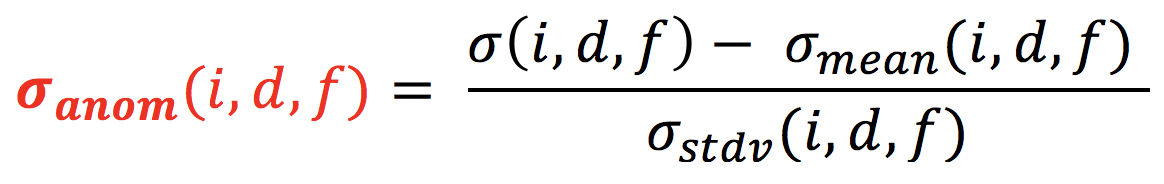 σ_anom(i, d, f) = (σ(i, d, f) − σ_mean(i, d, f)) / σ_stdv(i, d, f)